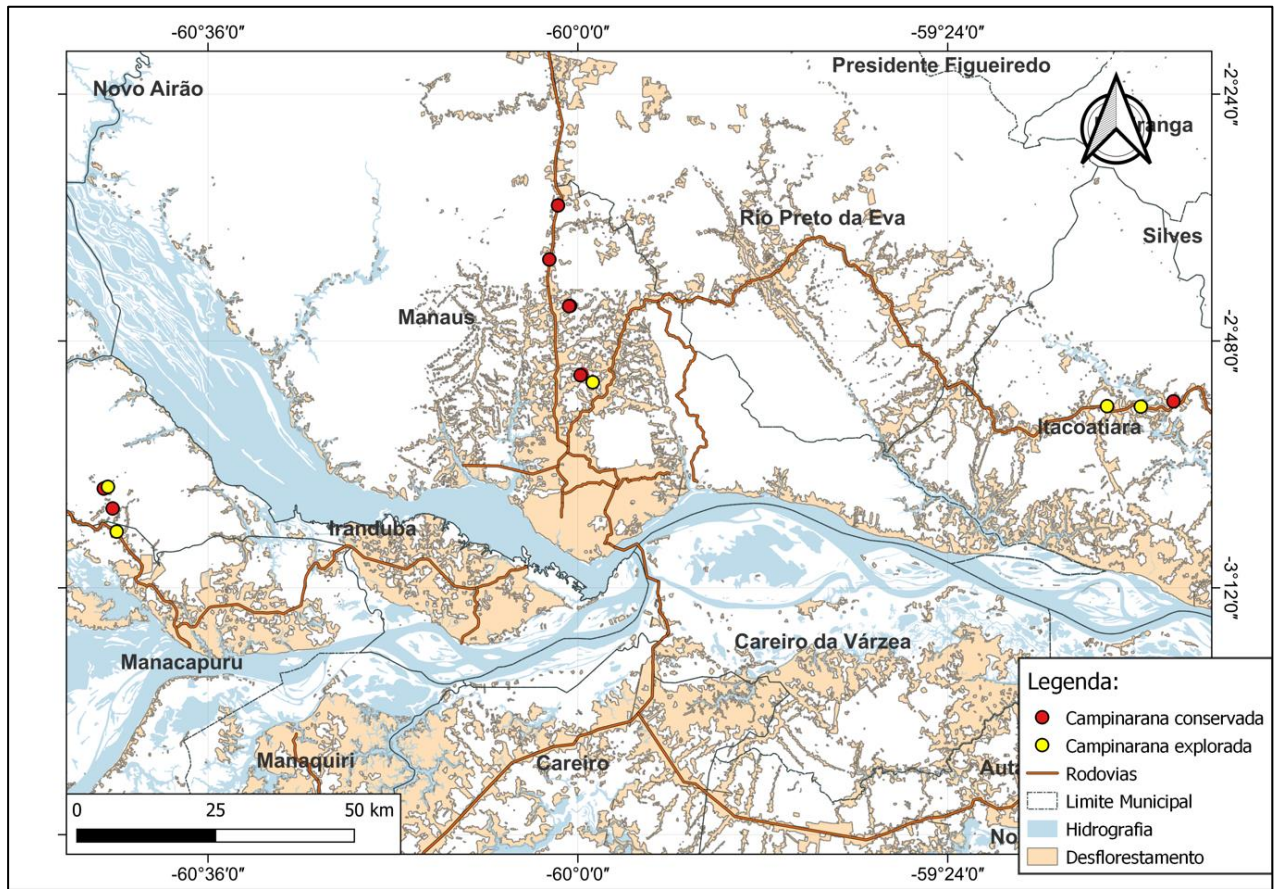 -60°36'0"
-60°0'0"
-59°24'0"
Novo Airão
Presidente Figueiredo
-2°24'0"
ranga
Rio Preto da Eva
Silves
Manaus
-2°48'0"
Itacoatiara
Iranduba
-3°12'0"
Careiro da Várzea
Manacapuru
Manaquiri
Careiro
Auta
No
Legenda:
Campinarana conservada
Campinarana explorada
Rodovias
Limite Municipal
Hidrografia
Desflorestamento
0 25 50 km
-60°36'0"
-60°0'0"
-59°24'0"